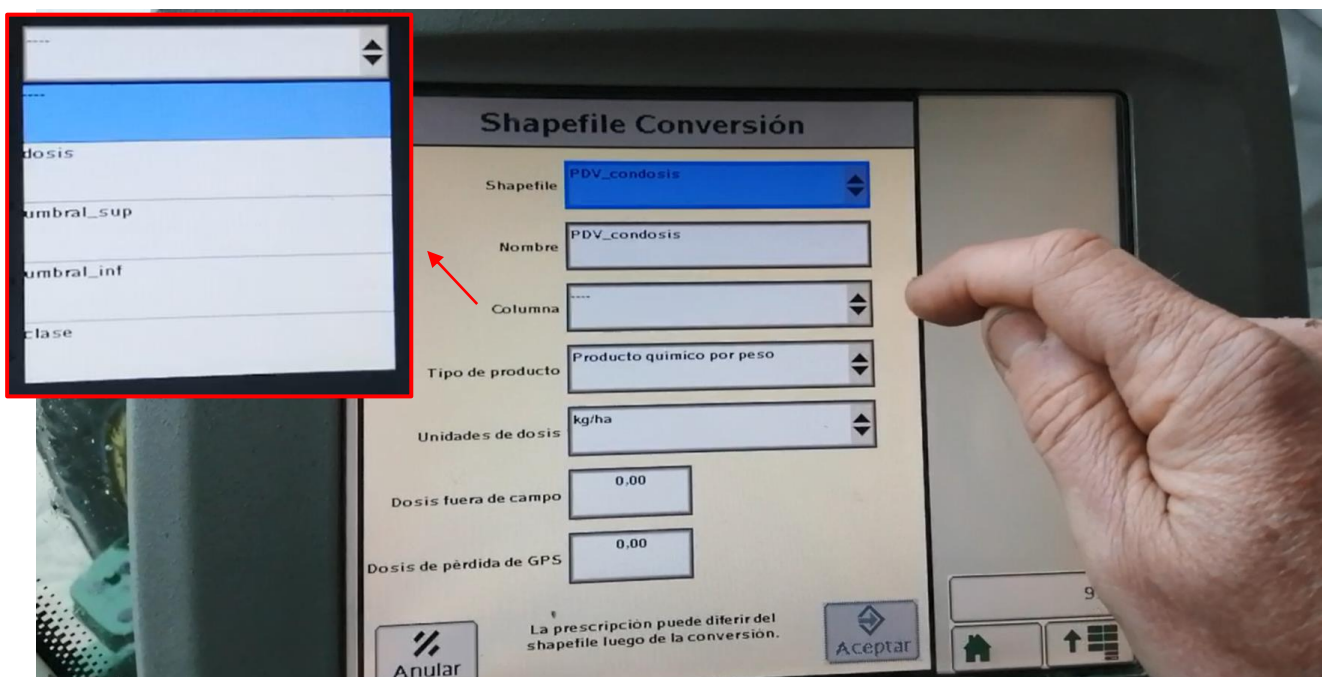 ----
----
dosis
umbral_sup
umbral_inf
clase
Shapefile Conversión
Shapefile
PDV_condosis
Nombre
PDV_condosis
Columna
----
Tipo de producto
Producto quimico por peso
Unidades de dosis
kg/ha
Dosis fuera de campo
0,00
Dosis de pérdida de GPS
0,00
La prescripción puede diferir del
shapefile luego de la conversión.
Anular
Aceptar
9